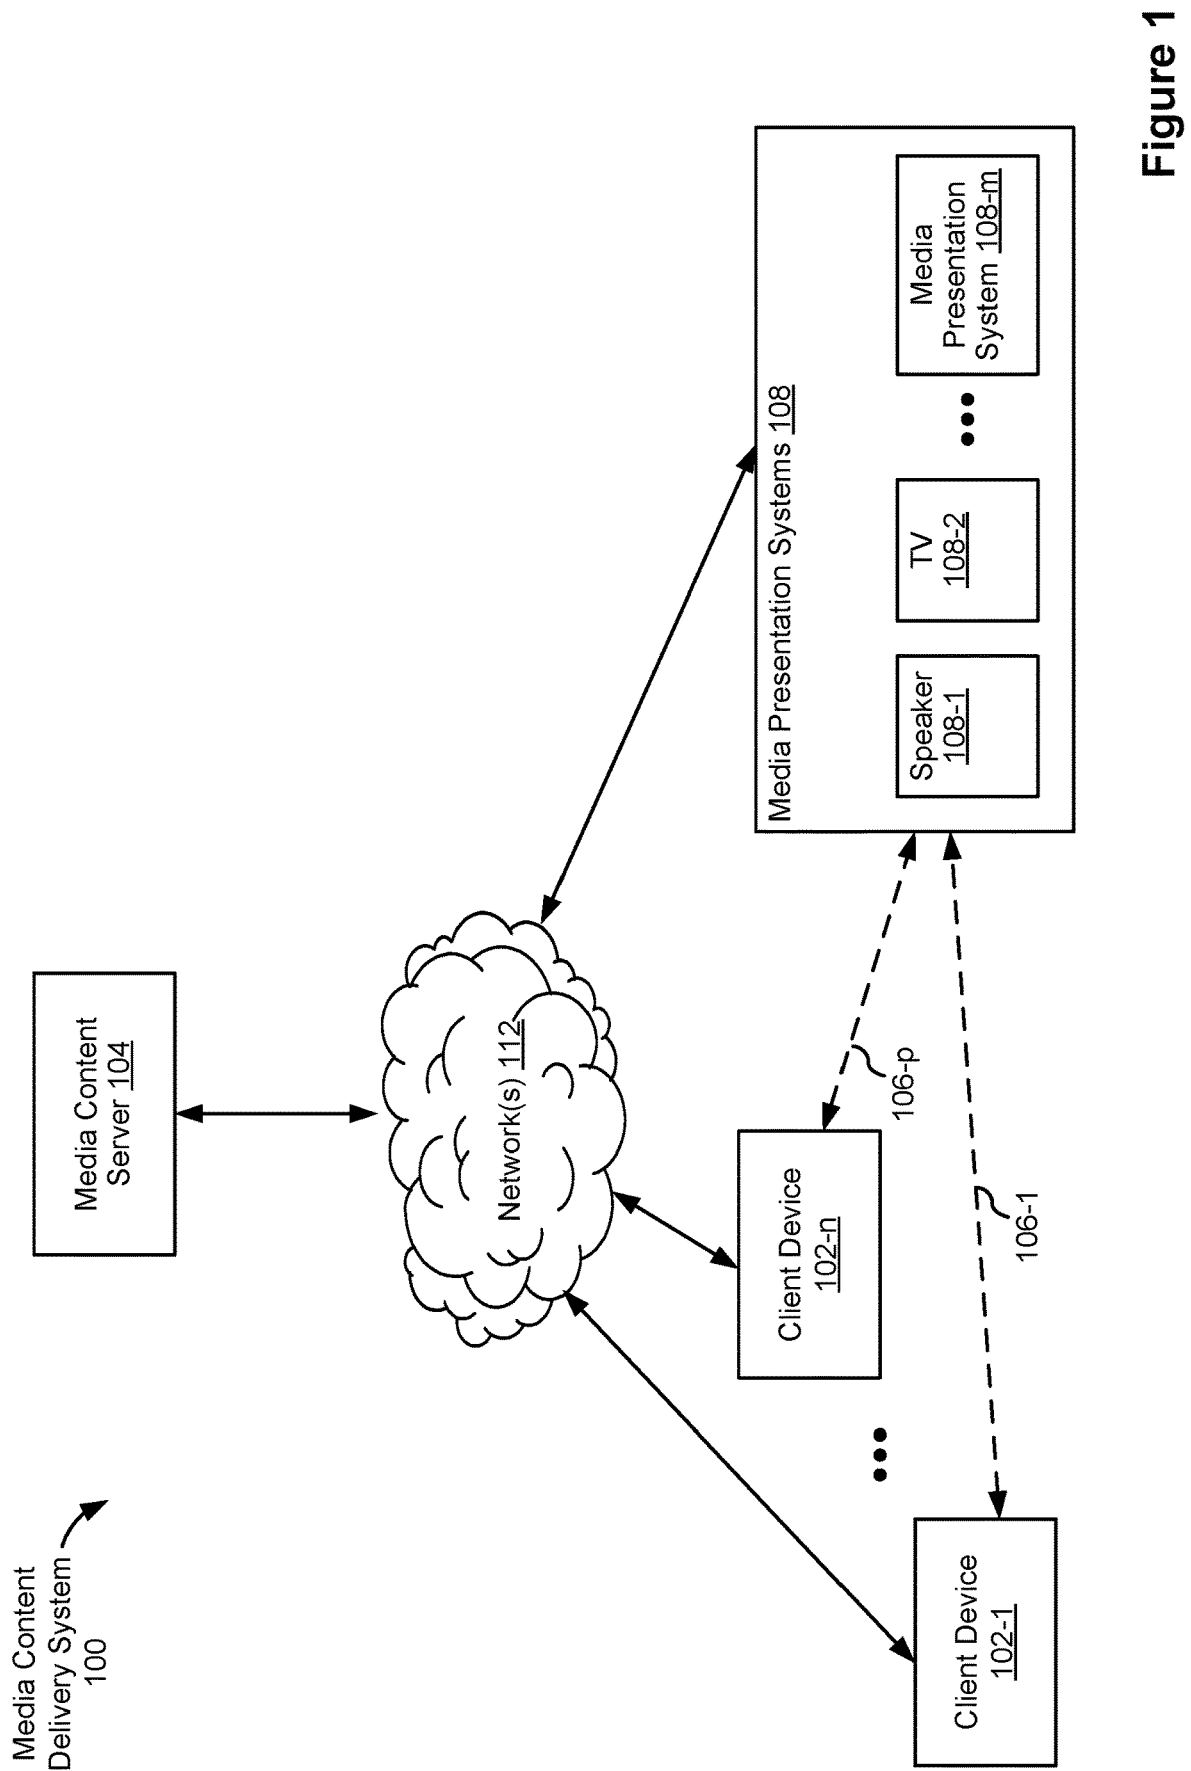 Media Content
Delivery System
100
Media Content
Server 104
Network(s) 112
Client Device
102-1
Client Device
102-n
106-1
106-p
Media Presentation Systems 108
Speaker
108-1
TV
108-2
Media
Presentation
System 108-m
Figure 1